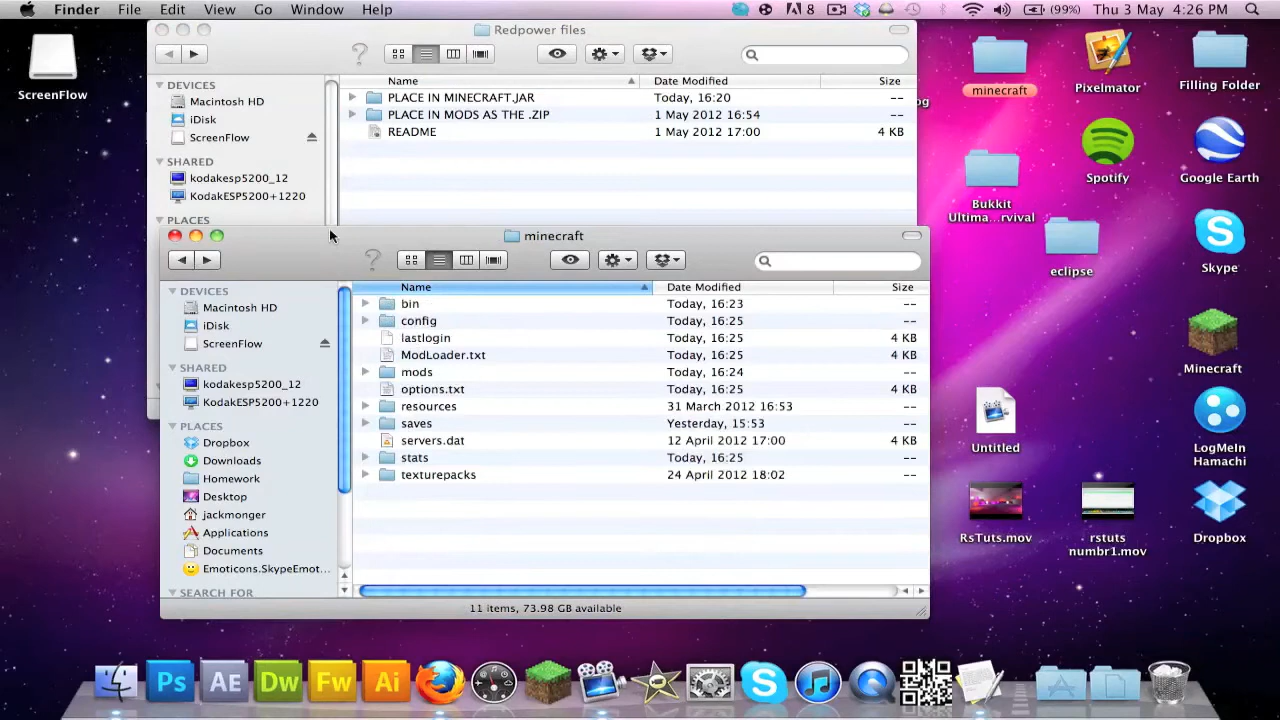 Finder File Edit View Go Window Help 8 (99%) Thu 3 May 4:26 PM
Redpower files
DEVICES
Macintosh HD
iDisk
ScreenFlow
SHARED
kodakesp5200_12
KodakESP5200+1220
PLACES
Name Date Modified Size
PLACE IN MINECRAFT.JAR Today, 16:20 --
PLACE IN MODS AS THE .ZIP 1 May 2012 16:54 --
README 1 May 2012 17:00 4 KB
minecraft
DEVICES
Macintosh HD
iDisk
ScreenFlow
SHARED
kodakesp5200_12
KodakESP5200+1220
PLACES
Dropbox
Downloads
Homework
Desktop
jackmonger
Applications
Documents
Emoticons.SkypeEmot...
SEARCH FOR
Name Date Modified Size
bin Today, 16:23 --
config Today, 16:25 --
lastlogin Today, 16:25 4 KB
ModLoader.txt Today, 16:25 4 KB
mods Today, 16:24 --
options.txt Today, 16:25 4 KB
resources 31 March 2012 16:53 --
saves Yesterday, 15:53 --
servers.dat 12 April 2012 17:00 4 KB
stats Today, 16:25 --
texturepacks 24 April 2012 18:02 --
11 items, 73.98 GB available
ScreenFlow
minecraft
Pixelmator
Filling Folder
og
Bukkit
Ultima...rvival
Spotify
Google Earth
eclipse
Skype
Minecraft
Untitled
LogMeIn
Hamachi
RsTuts.mov
rstuts
numbr1.mov
Dropbox
Ps AE Dw Fw Ai